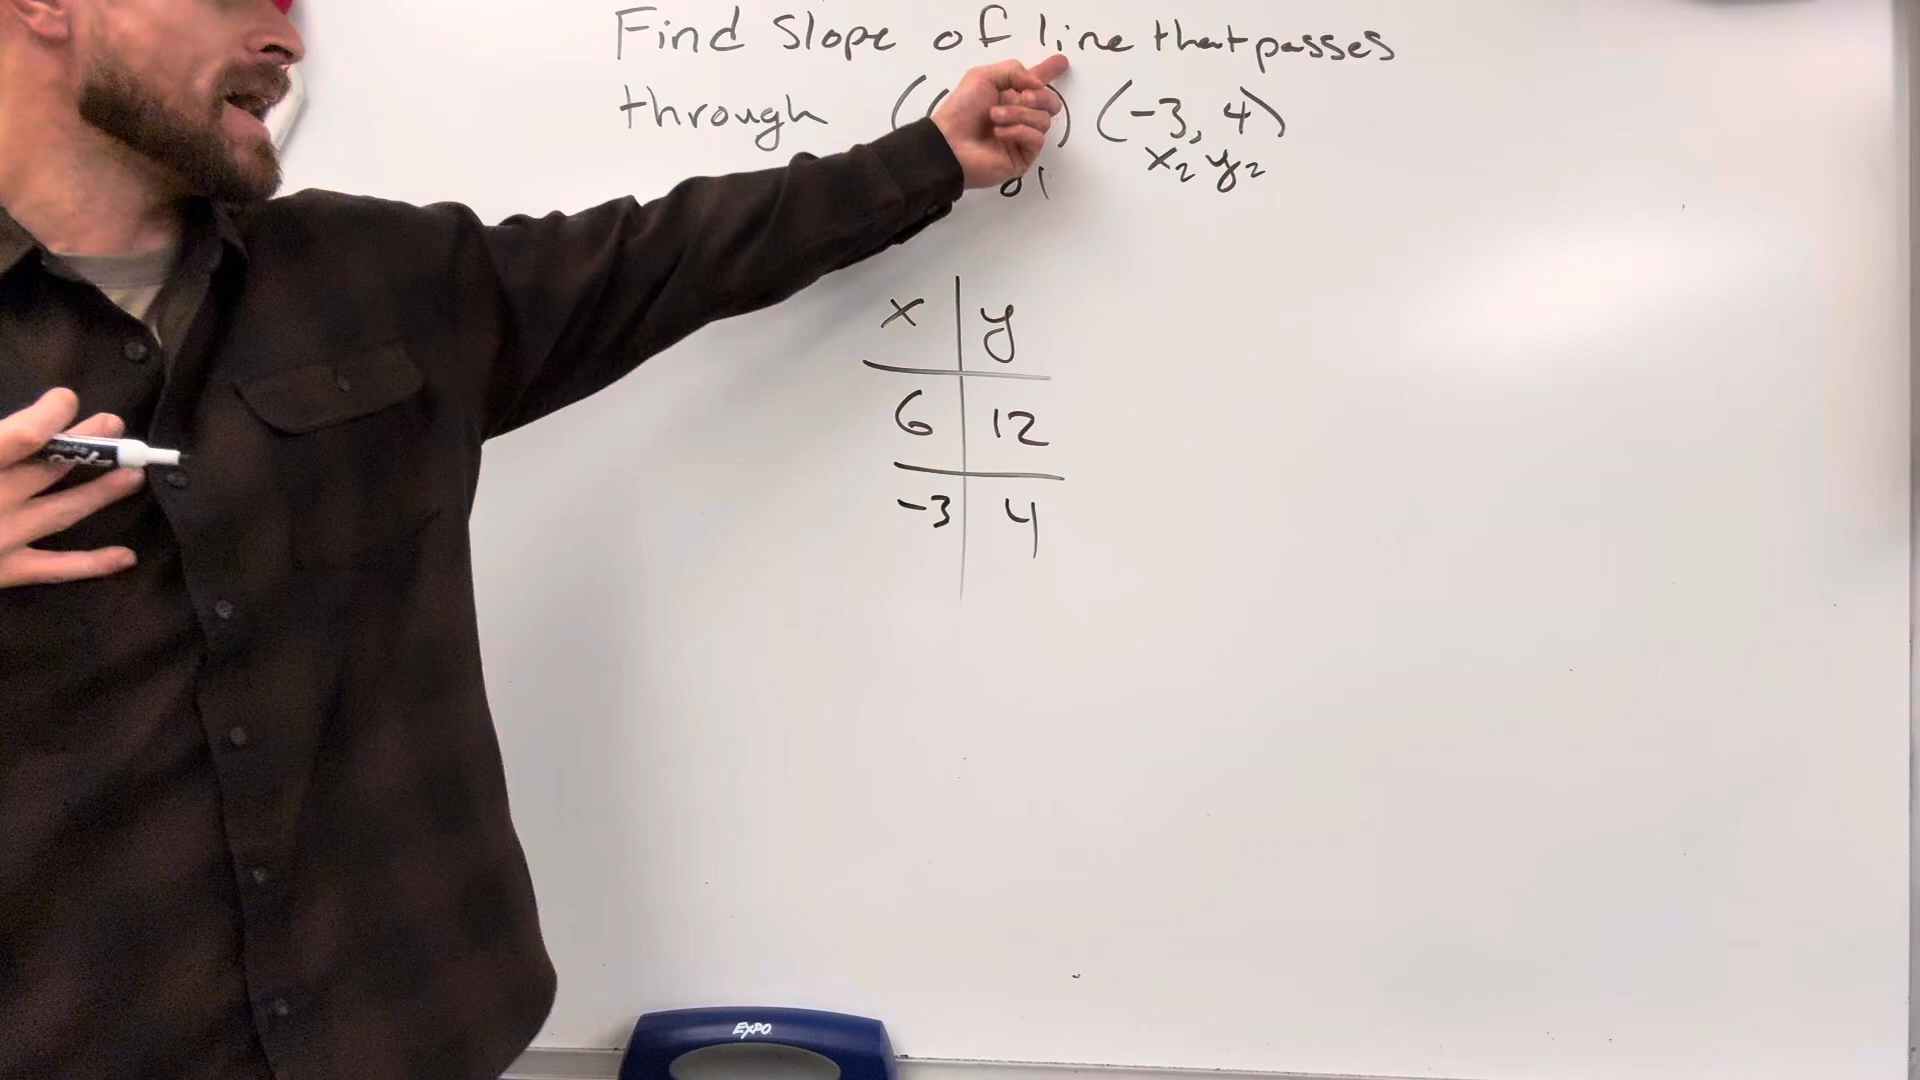 Find Slope of line that passes
through ( ) (-3, 4)
x₂ y₂
x y
6 12
-3 4
EXPO